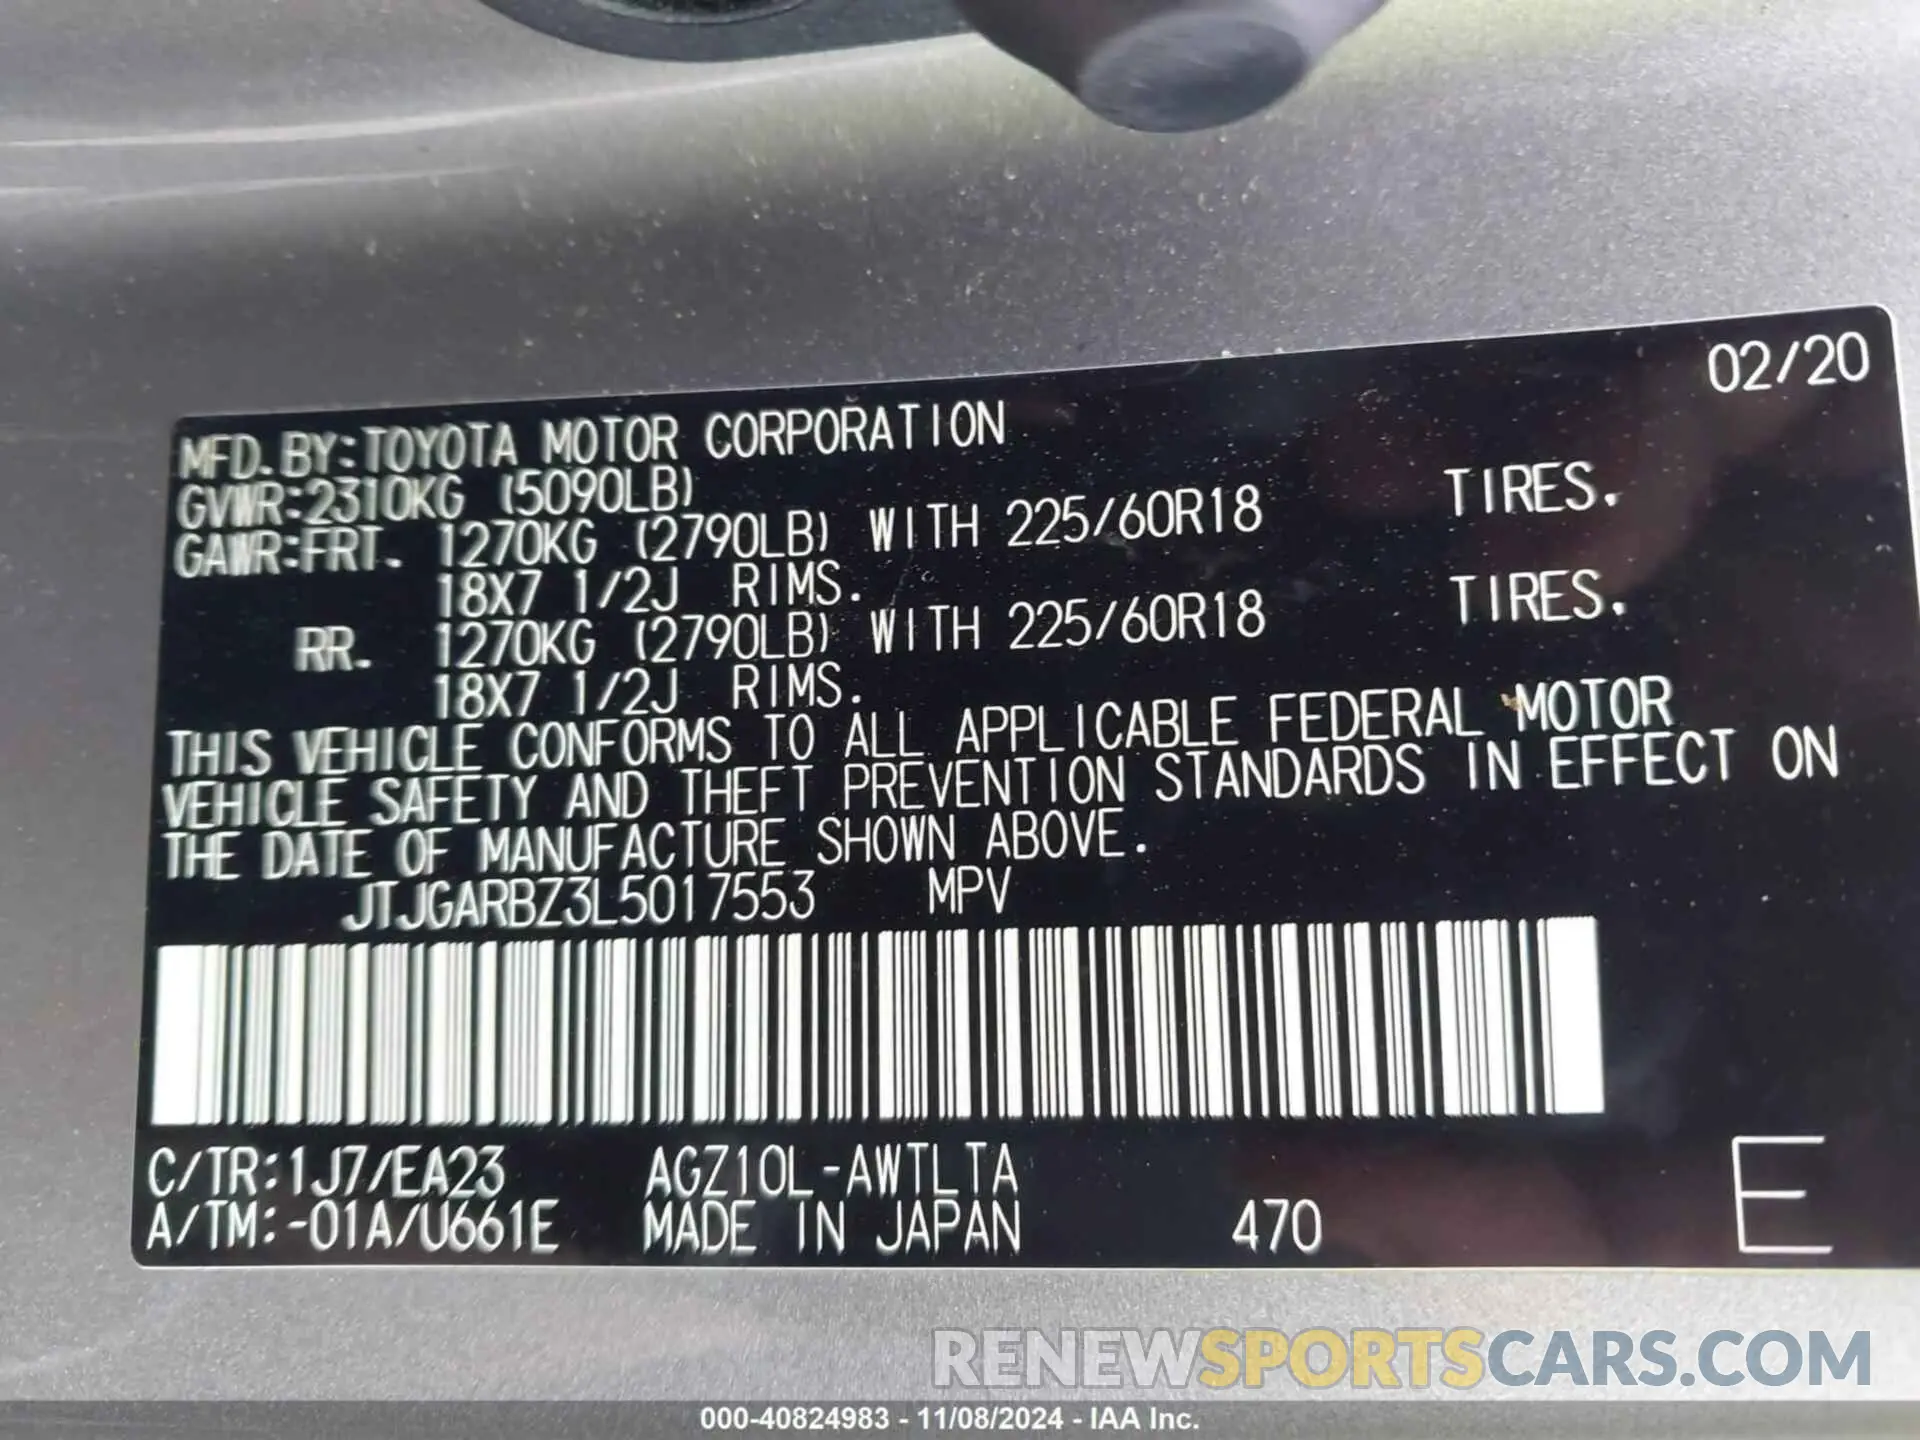 02/20
MFD. BY: TOYOTA MOTOR CORPORATION
GVWR: 2310KG (5090LB)
GAWR: FRT. 1270KG (2790LB) WITH 225/60R18 TIRES.
18X7 1/2J RIMS.
RR. 1270KG (2790LB) WITH 225/60R18 TIRES.
18X7 1/2J RIMS.
THIS VEHICLE CONFORMS TO ALL APPLICABLE FEDERAL MOTOR
VEHICLE SAFETY AND THEFT PREVENTION STANDARDS IN EFFECT ON
THE DATE OF MANUFACTURE SHOWN ABOVE.
JTJGARBZ3L5017553 MPV
C/TR: 1J7/EA23 AGZ10L-AWTLTA
A/TM: -01A/U661E MADE IN JAPAN 470 E
RENEWSPORTSCARS.COM
000-40824983 - 11/08/2024 - IAA Inc.